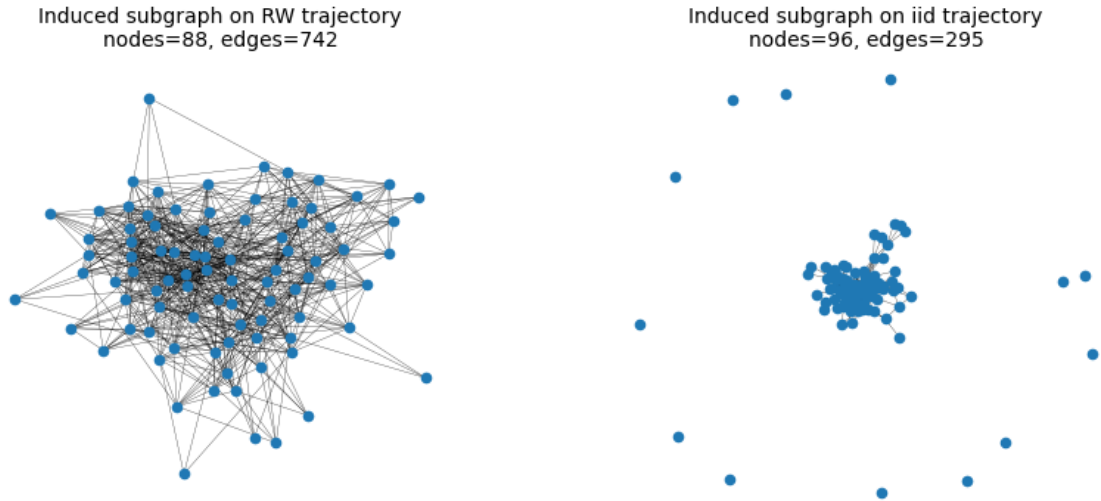 Induced subgraph on RW trajectory
nodes=88, edges=742
Induced subgraph on iid trajectory
nodes=96, edges=295